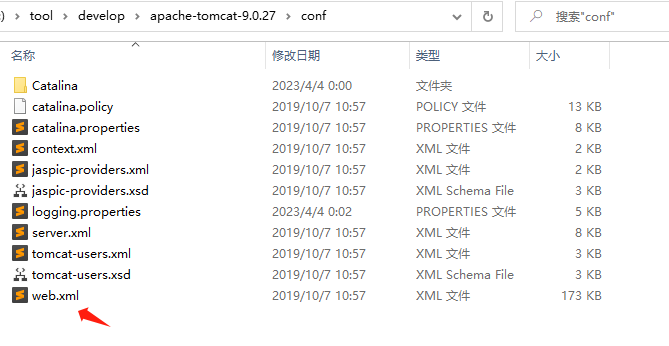 ) › tool › develop › apache-tomcat-9.0.27 › conf 搜索"conf"
名称 修改日期 类型 大小
Catalina 2023/4/4 0:00 文件夹
catalina.policy 2019/10/7 10:57 POLICY 文件 13 KB
catalina.properties 2019/10/7 10:57 PROPERTIES 文件 8 KB
context.xml 2019/10/7 10:57 XML 文件 2 KB
jaspic-providers.xml 2019/10/7 10:57 XML 文件 2 KB
jaspic-providers.xsd 2019/10/7 10:57 XML Schema File 3 KB
logging.properties 2023/4/4 0:02 PROPERTIES 文件 5 KB
server.xml 2019/10/7 10:57 XML 文件 8 KB
tomcat-users.xml 2019/10/7 10:57 XML 文件 3 KB
tomcat-users.xsd 2019/10/7 10:57 XML Schema File 3 KB
web.xml 2019/10/7 10:57 XML 文件 173 KB